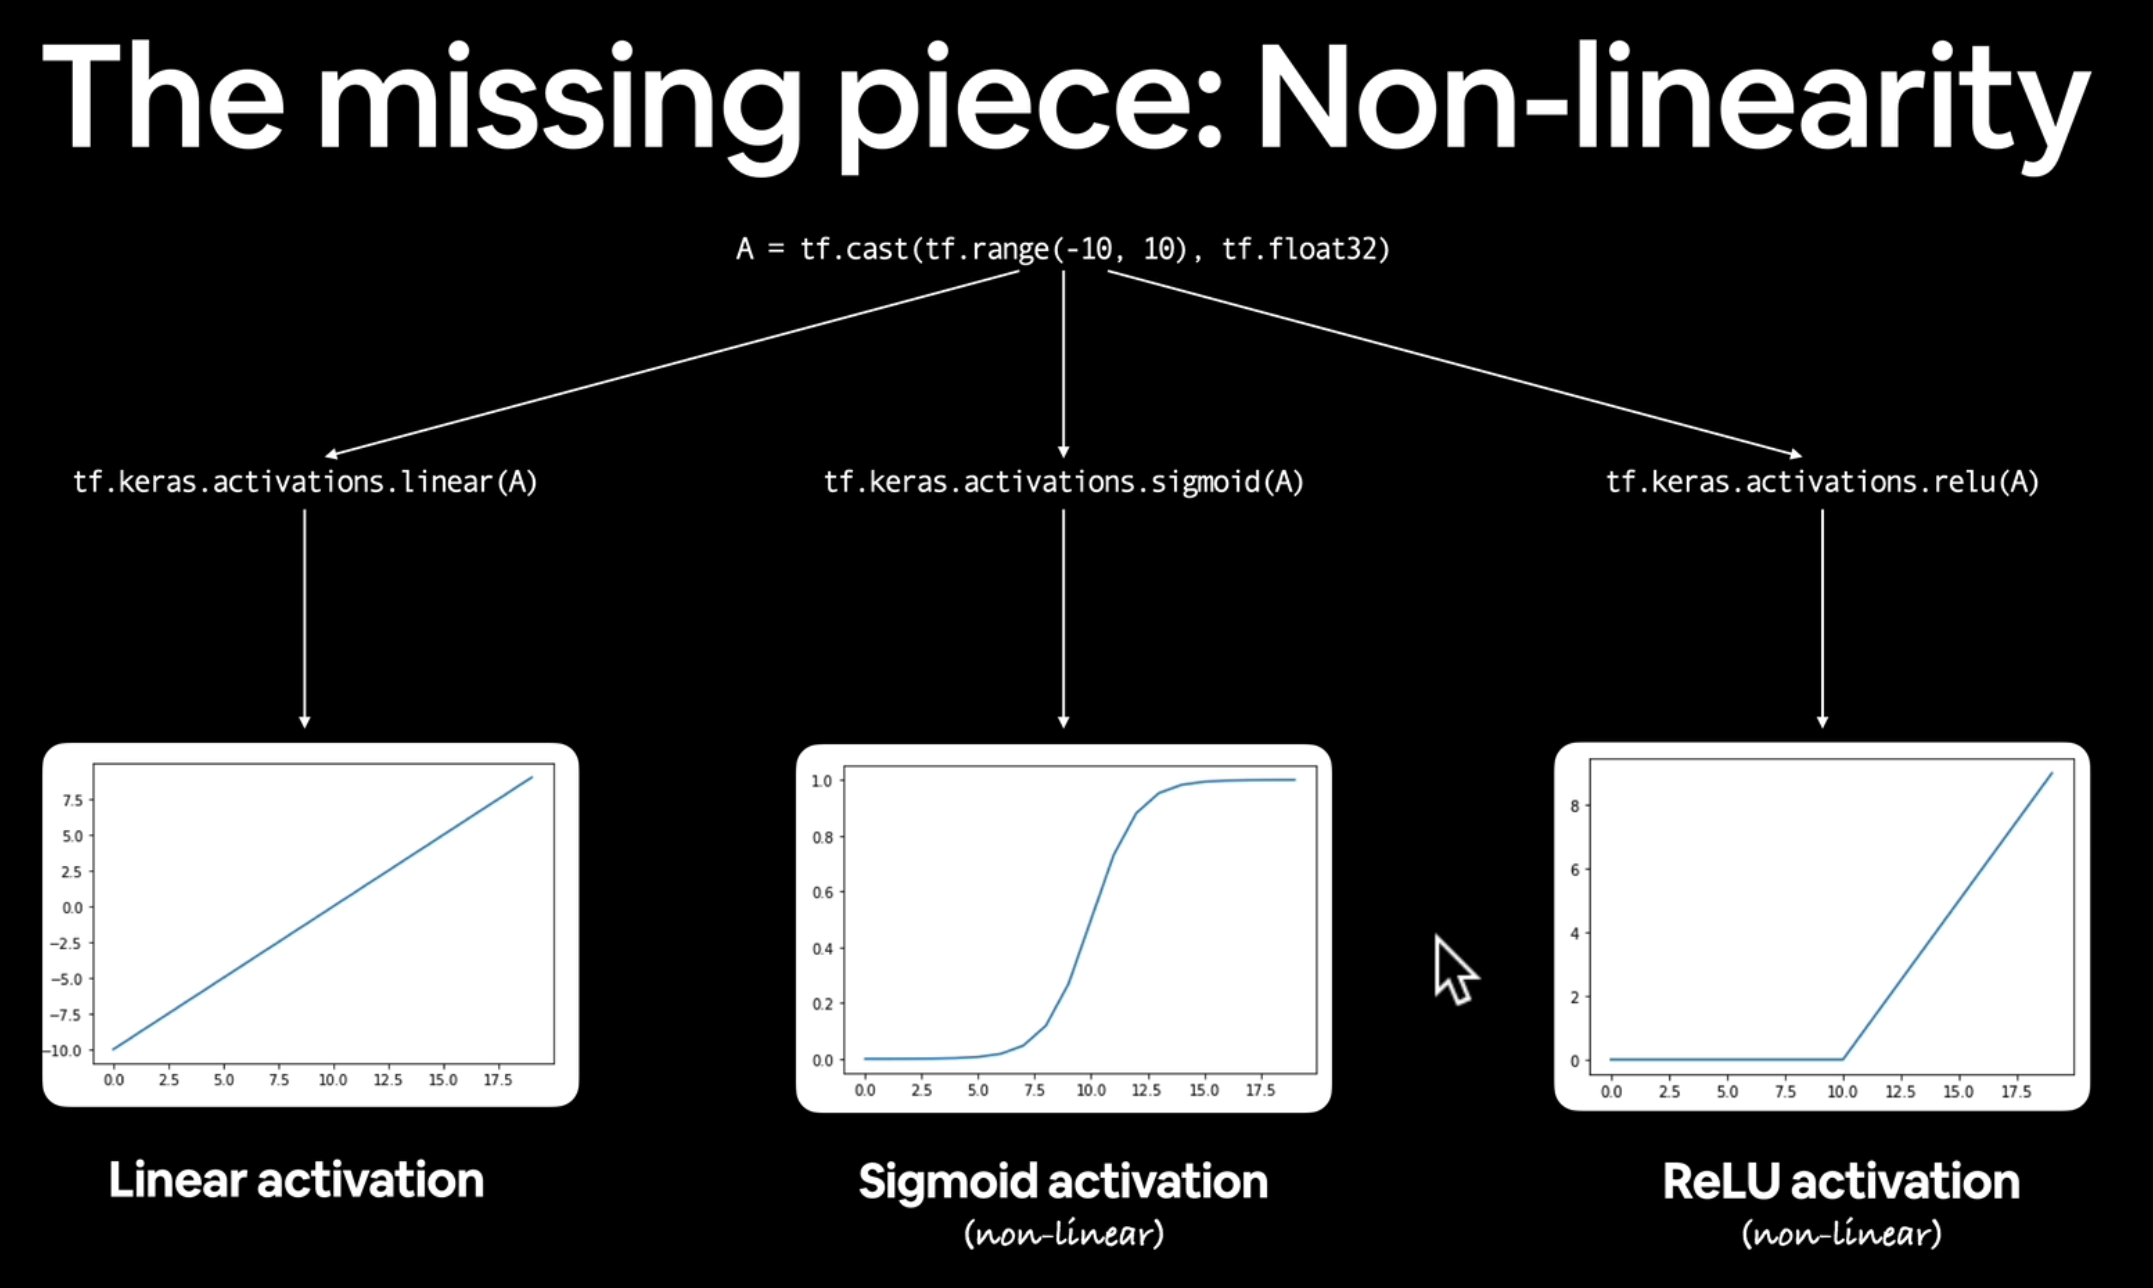 The missing piece: Non-linearity
A = tf.cast(tf.range(-10, 10), tf.float32)
tf.keras.activations.linear(A)
tf.keras.activations.sigmoid(A)
tf.keras.activations.relu(A)
7.5
5.0
2.5
0.0
−2.5
−5.0
−7.5
−10.0
0.0 2.5 5.0 7.5 10.0 12.5 15.0 17.5
1.0
0.8
0.6
0.4
0.2
0.0
0.0 2.5 5.0 7.5 10.0 12.5 15.0 17.5
8
6
4
2
0
0.0 2.5 5.0 7.5 10.0 12.5 15.0 17.5
Linear activation
Sigmoid activation
(non-linear)
ReLU activation
(non-linear)